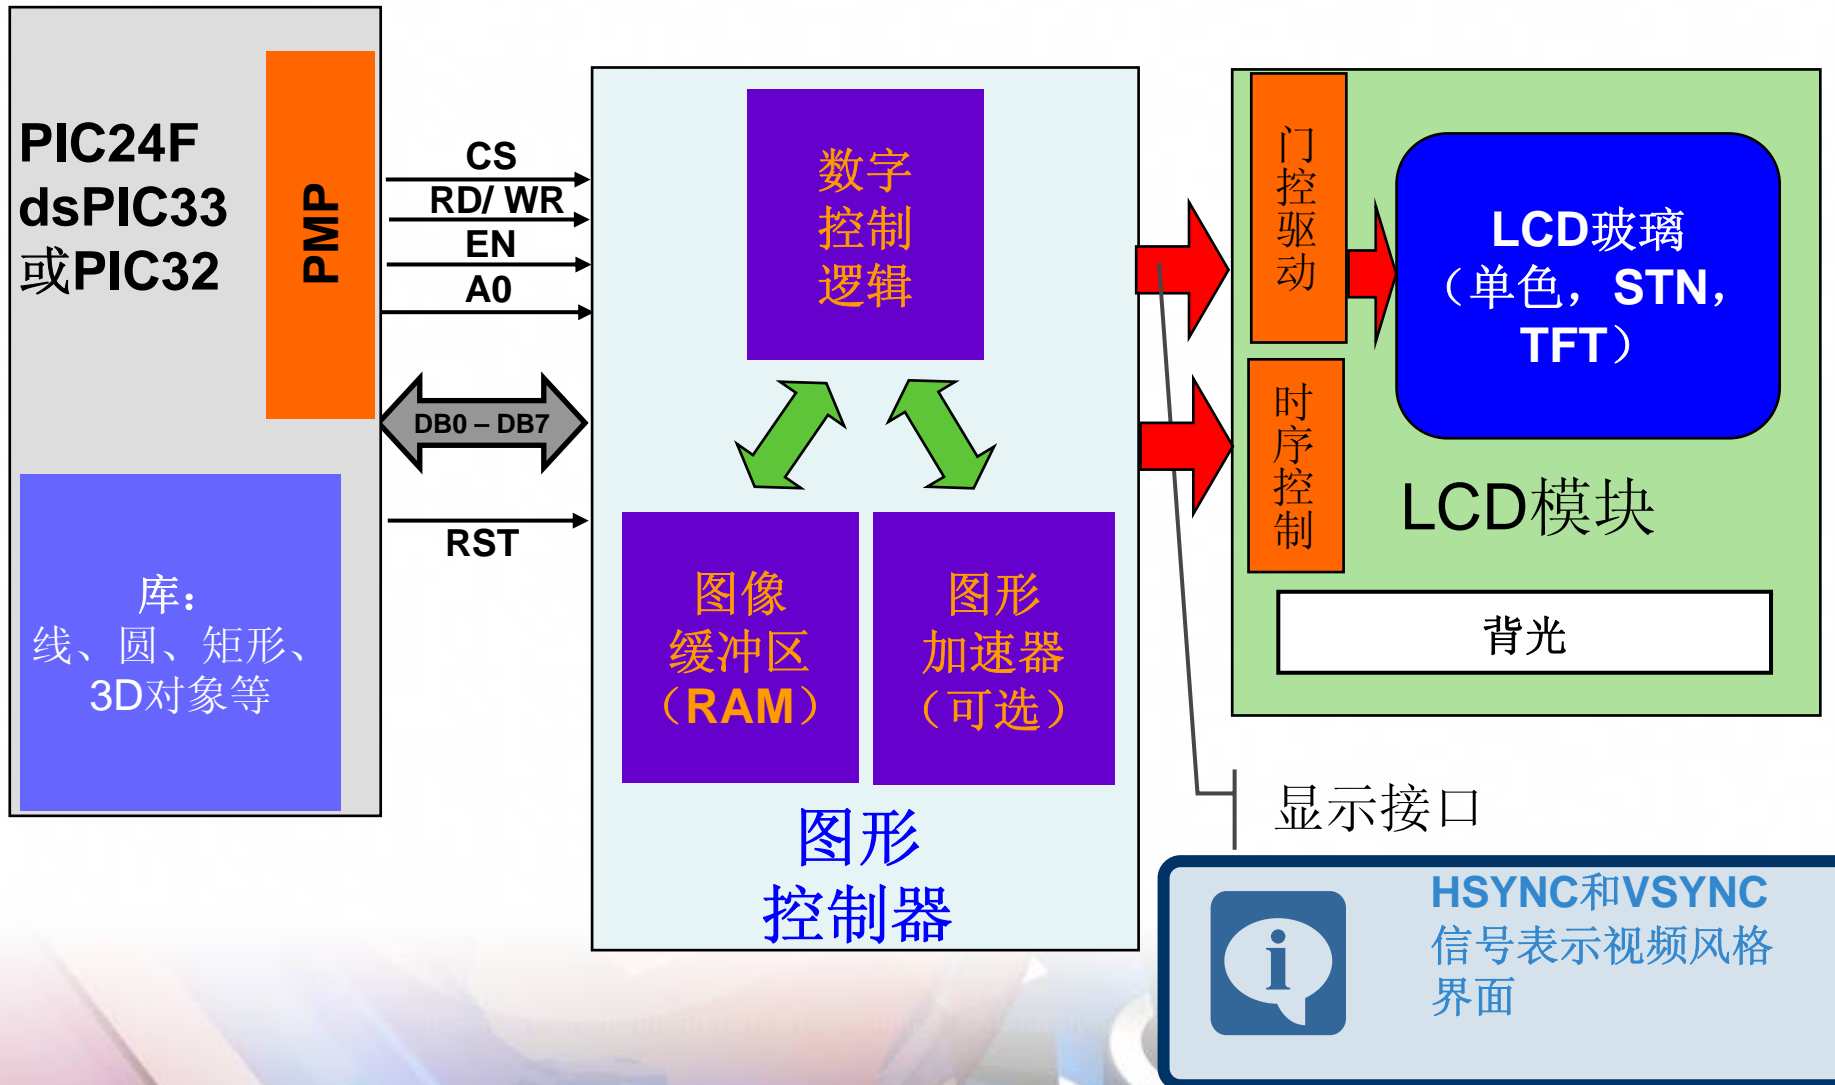 PIC24F
dsPIC33
或PIC32
PMP
库：
线、圆、矩形、
3D对象等
CS
RD/ WR
EN
A0
DB0 – DB7
RST
数字
控制
逻辑
图像
缓冲区
（RAM）
图形
加速器
（可选）
图形
控制器
门控驱动
时序控制
LCD玻璃
（单色，STN，
TFT）
LCD模块
背光
显示接口
i
HSYNC和VSYNC
信号表示视频风格
界面